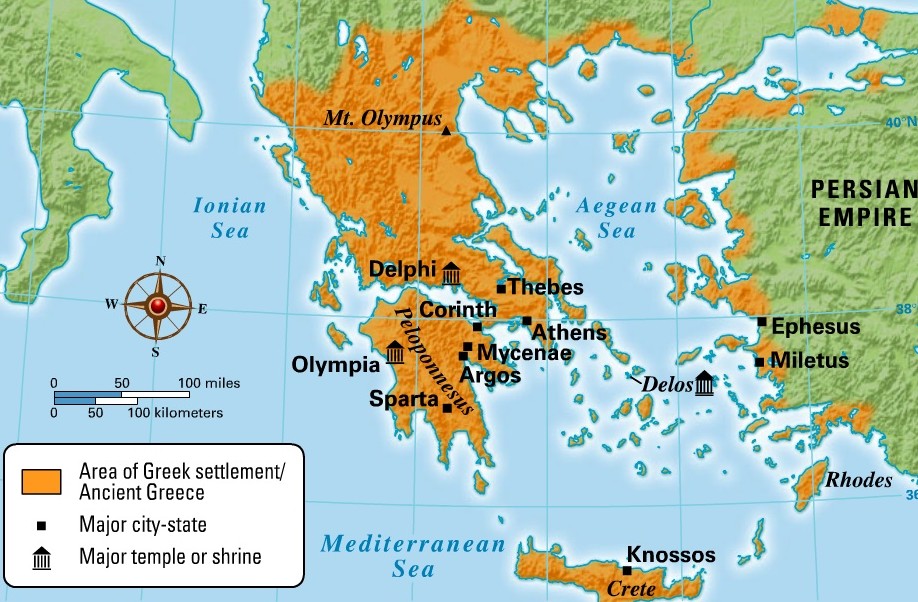 Mt. Olympus
40°N
PERSIAN
EMPIRE
Ionian
Sea
Aegean
Sea
N
W
E
S
Delphi
Thebes
Corinth
Athens
38°
Ephesus
Mycenae
Miletus
Olympia
Peloponnesus
Argos
Delos
Sparta
0 50 100 miles
0 50 100 kilometers
Area of Greek settlement/
Ancient Greece
Major city-state
Major temple or shrine
Rhodes
36
Mediterranean
Sea
Knossos
Crete